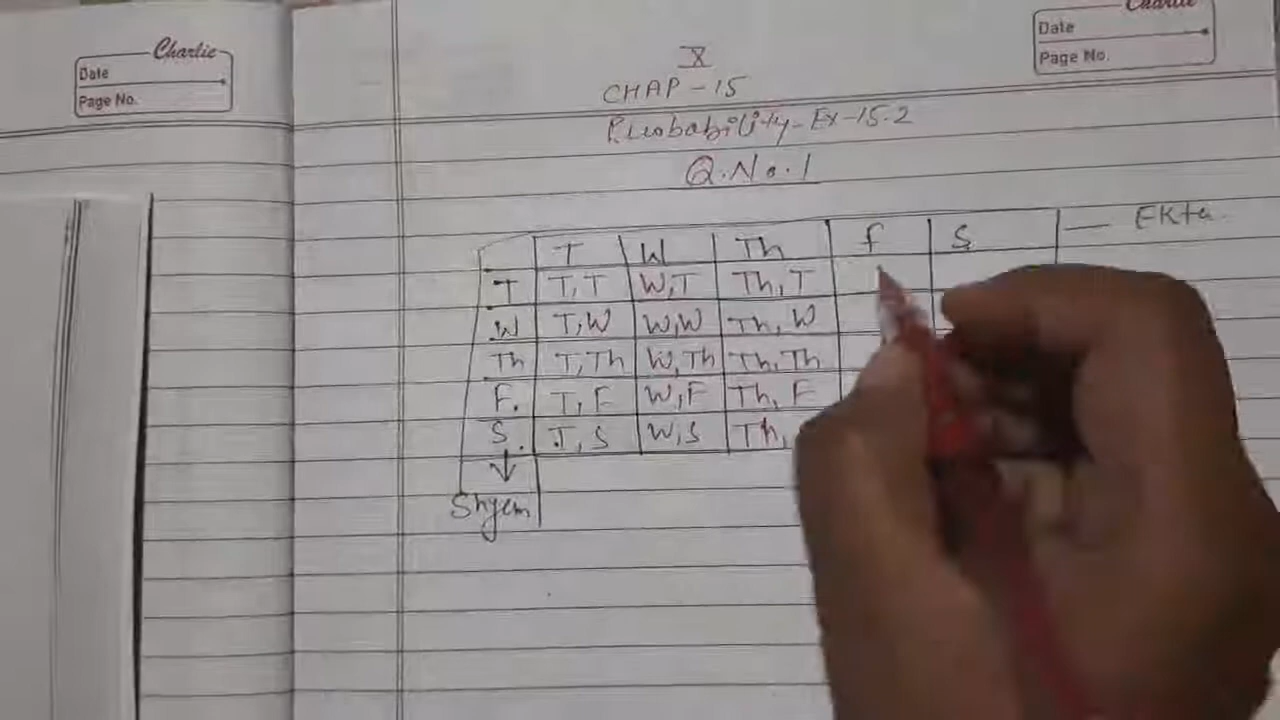 Charlie
Date
Page No.
Charlie
Date
Page No.
X
CHAP - 15
Probability - Ex - 15.2
Q. No. 1
T W Th f S — Ekta
T T, T W, T Th, T
W T, W W, W Th, W
Th T, Th W, Th Th, Th
F. T, F W, F Th, F
S. T, S W, S Th,
↓
Shyam